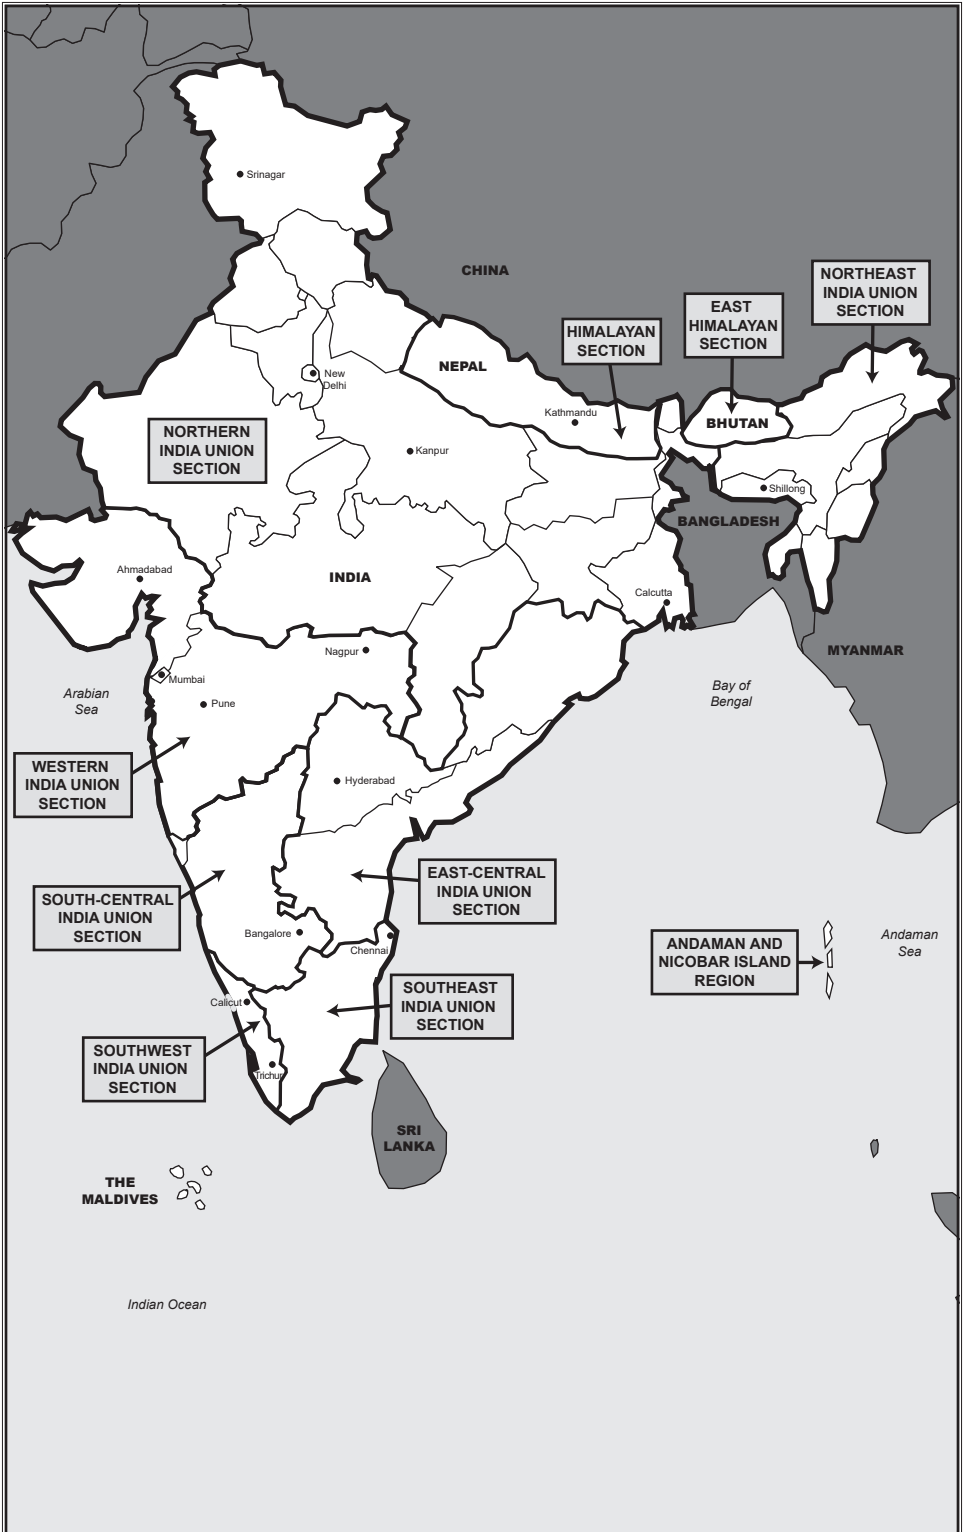 Srinagar
CHINA
NORTHEAST
INDIA UNION
SECTION
EAST
HIMALAYAN
SECTION
HIMALAYAN
SECTION
NEPAL
New
Delhi
Kathmandu
BHUTAN
NORTHERN
INDIA UNION
SECTION
Kanpur
Shillong
BANGLADESH
Ahmadabad
INDIA
Calcutta
Nagpur
MYANMAR
Mumbai
Arabian
Sea
Pune
Bay of
Bengal
WESTERN
INDIA UNION
SECTION
Hyderabad
EAST-CENTRAL
INDIA UNION
SECTION
SOUTH-CENTRAL
INDIA UNION
SECTION
Bangalore
Chennai
ANDAMAN AND
NICOBAR ISLAND
REGION
Andaman
Sea
SOUTHEAST
INDIA UNION
SECTION
Calicut
SOUTHWEST
INDIA UNION
SECTION
Trichur
SRI
LANKA
THE
MALDIVES
Indian Ocean